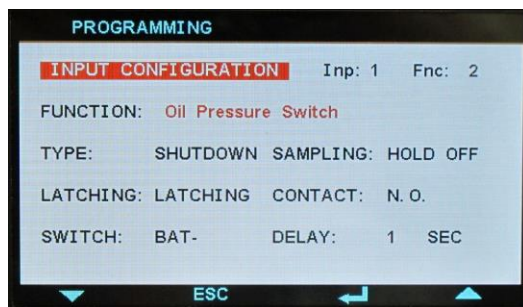 PROGRAMMING
INPUT CONFIGURATION Inp: 1 Fnc: 2
FUNCTION: Oil Pressure Switch
TYPE: SHUTDOWN SAMPLING: HOLD OFF
LATCHING: LATCHING CONTACT: N. O.
SWITCH: BAT- DELAY: 1 SEC
ESC